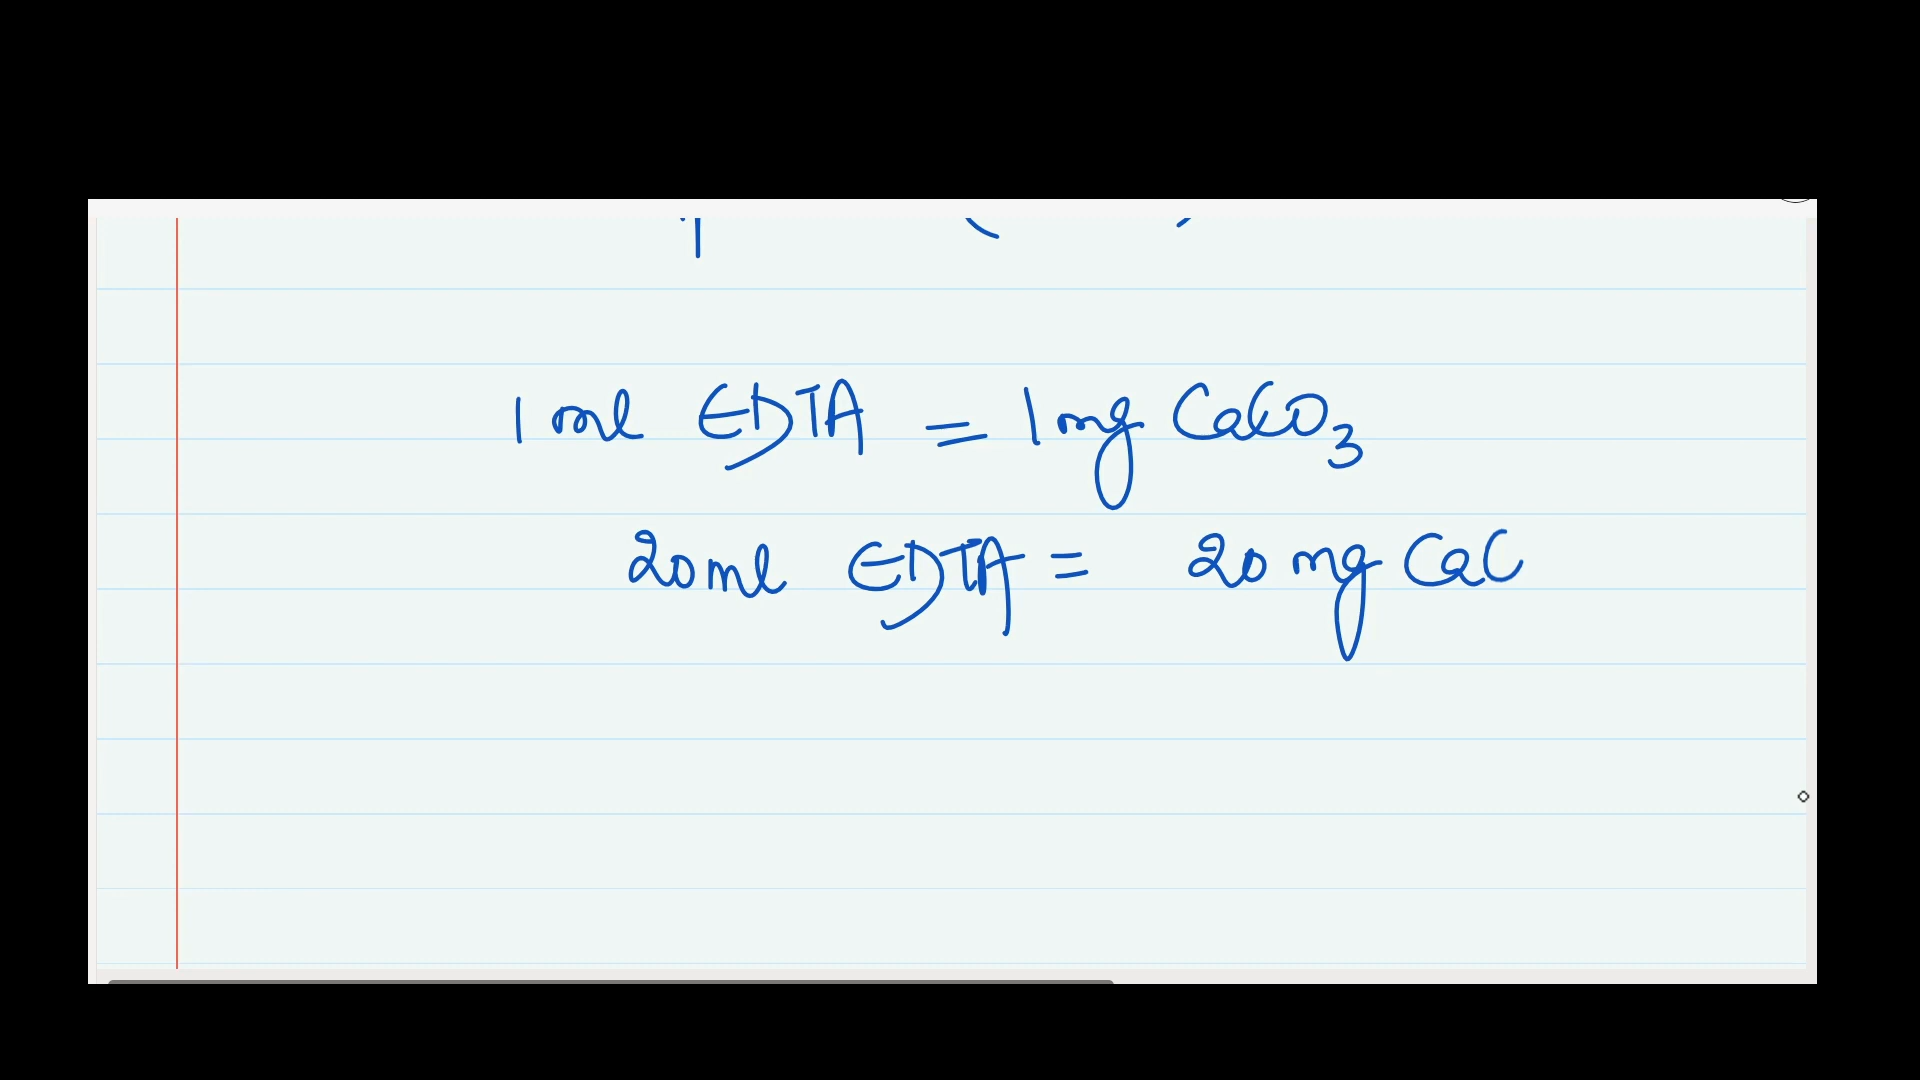 1 ml EDTA = 1 mg CaCO₃
20 ml EDTA = 20 mg CaC